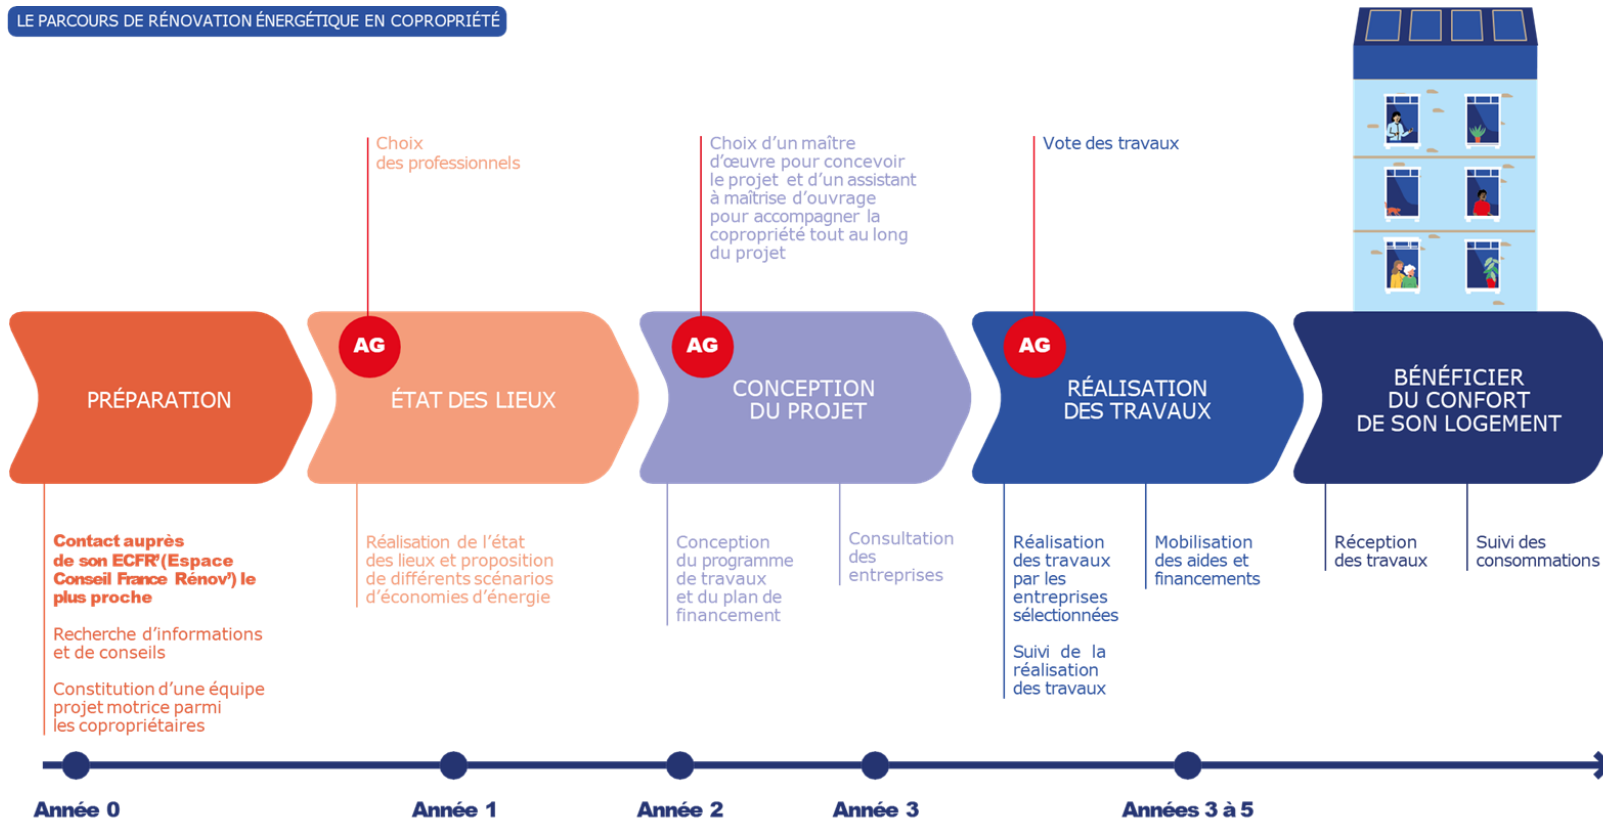 LE PARCOURS DE RÉNOVATION ÉNERGÉTIQUE EN COPROPRIÉTÉ
Choix
des professionnels
Choix d'un maître
d'œuvre pour concevoir
le projet et d'un assistant
à maîtrise d'ouvrage
pour accompagner la
copropriété tout au long
du projet
Vote des travaux
PRÉPARATION
AG
ÉTAT DES LIEUX
AG
CONCEPTION
DU PROJET
AG
RÉALISATION
DES TRAVAUX
BÉNÉFICIER
DU CONFORT
DE SON LOGEMENT
Contact auprès
de son ECFR'(Espace
Conseil France Rénov') le
plus proche
Recherche d'informations
et de conseils
Constitution d'une équipe
projet motrice parmi
les copropriétaires
Réalisation de l'état
des lieux et proposition
de différents scénarios
d'économies d'énergie
Conception
du programme
de travaux
et du plan de
financement
Consultation
des
entreprises
Réalisation
des travaux
par les
entreprises
sélectionnées
Suivi de la
réalisation
des travaux
Mobilisation
des aides et
financements
Réception
des travaux
Suivi des
consommations
Année 0
Année 1
Année 2
Année 3
Années 3 à 5